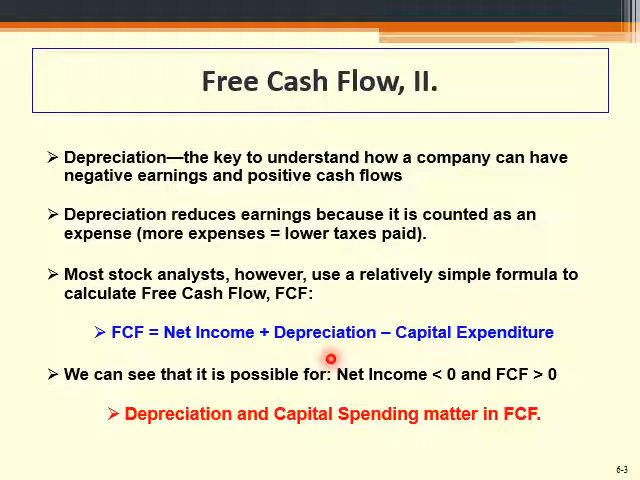 Free Cash Flow, II.
➢ Depreciation—the key to understand how a company can have
negative earnings and positive cash flows
➢ Depreciation reduces earnings because it is counted as an
expense (more expenses = lower taxes paid).
➢ Most stock analysts, however, use a relatively simple formula to
calculate Free Cash Flow, FCF:
➢ FCF = Net Income + Depreciation – Capital Expenditure
➢ We can see that it is possible for: Net Income < 0 and FCF > 0
➢ Depreciation and Capital Spending matter in FCF.
6-3